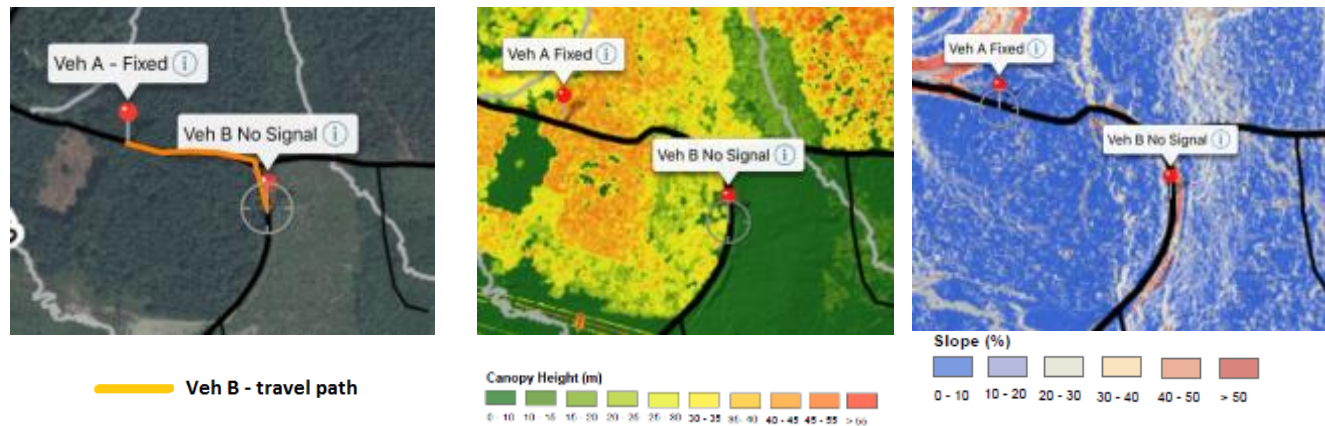 Veh A - Fixed i
Veh B No Signal i
Veh B - travel path
Veh A Fixed i
Veh B No Signal i
Canopy Height (m)
0 - 10 10 - 15 15 - 20 20 - 25 25 - 30 30 - 35 35 - 40 40 - 45 45 - 55 > 55
Veh A Fixed i
Veh B No Signal i
Slope (%)
0 - 10 10 - 20 20 - 30 30 - 40 40 - 50 > 50